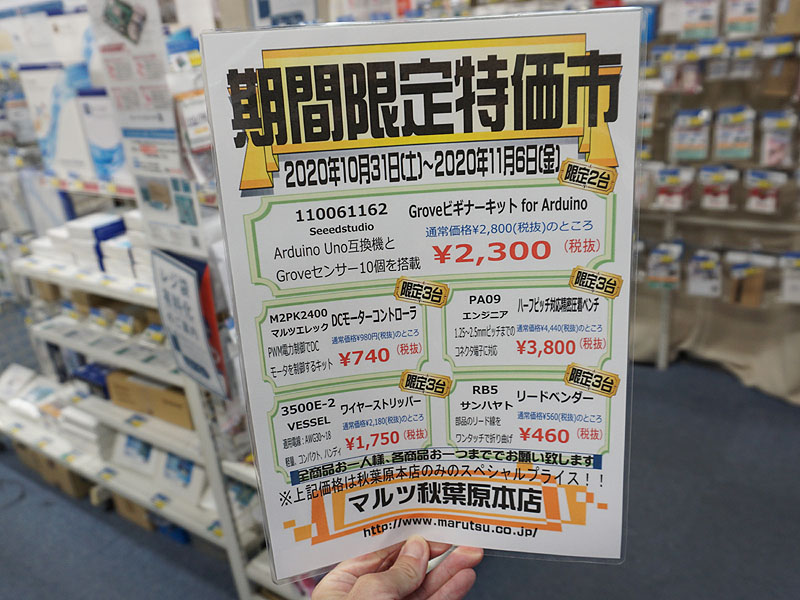 期間限定特価市
2020年10月31日(土)~2020年11月6日(金)
限定2台
110061162
Seeedstudio
Groveビギナーキット for Arduino
通常価格¥2,800(税抜)のところ
Arduino Uno互換機と
Groveセンサー10個を搭載
¥2,300 (税抜)
限定3台
M2PK2400
マルツエレック
DCモーターコントローラ
通常価格¥980円(税抜)のところ
PWM電力制御でDC
モータを制御するキット
¥740 (税抜)
限定3台
PA09
エンジニア
ハーフピッチ対応精密圧着ペンチ
通常価格¥4,440(税抜)のところ
1.25~2.5mmピッチまでの
コネクタ端子に対応
¥3,800 (税抜)
限定3台
3500E-2
VESSEL
ワイヤーストリッパー
通常価格¥2,180(税抜)のところ
適用電線:AWG30~18
軽量、コンパクト、ハンディ
¥1,750 (税抜)
限定3台
RB5
サンハヤト
リードベンダー
通常価格¥560(税抜)のところ
部品のリード線を
ワンタッチで折り曲げ
¥460 (税抜)
全商品お一人様、各商品お一つまででお願い致します
※上記価格は秋葉原本店のみのスペシャルプライス!!
マルツ秋葉原本店
http://www.marutsu.co.jp/